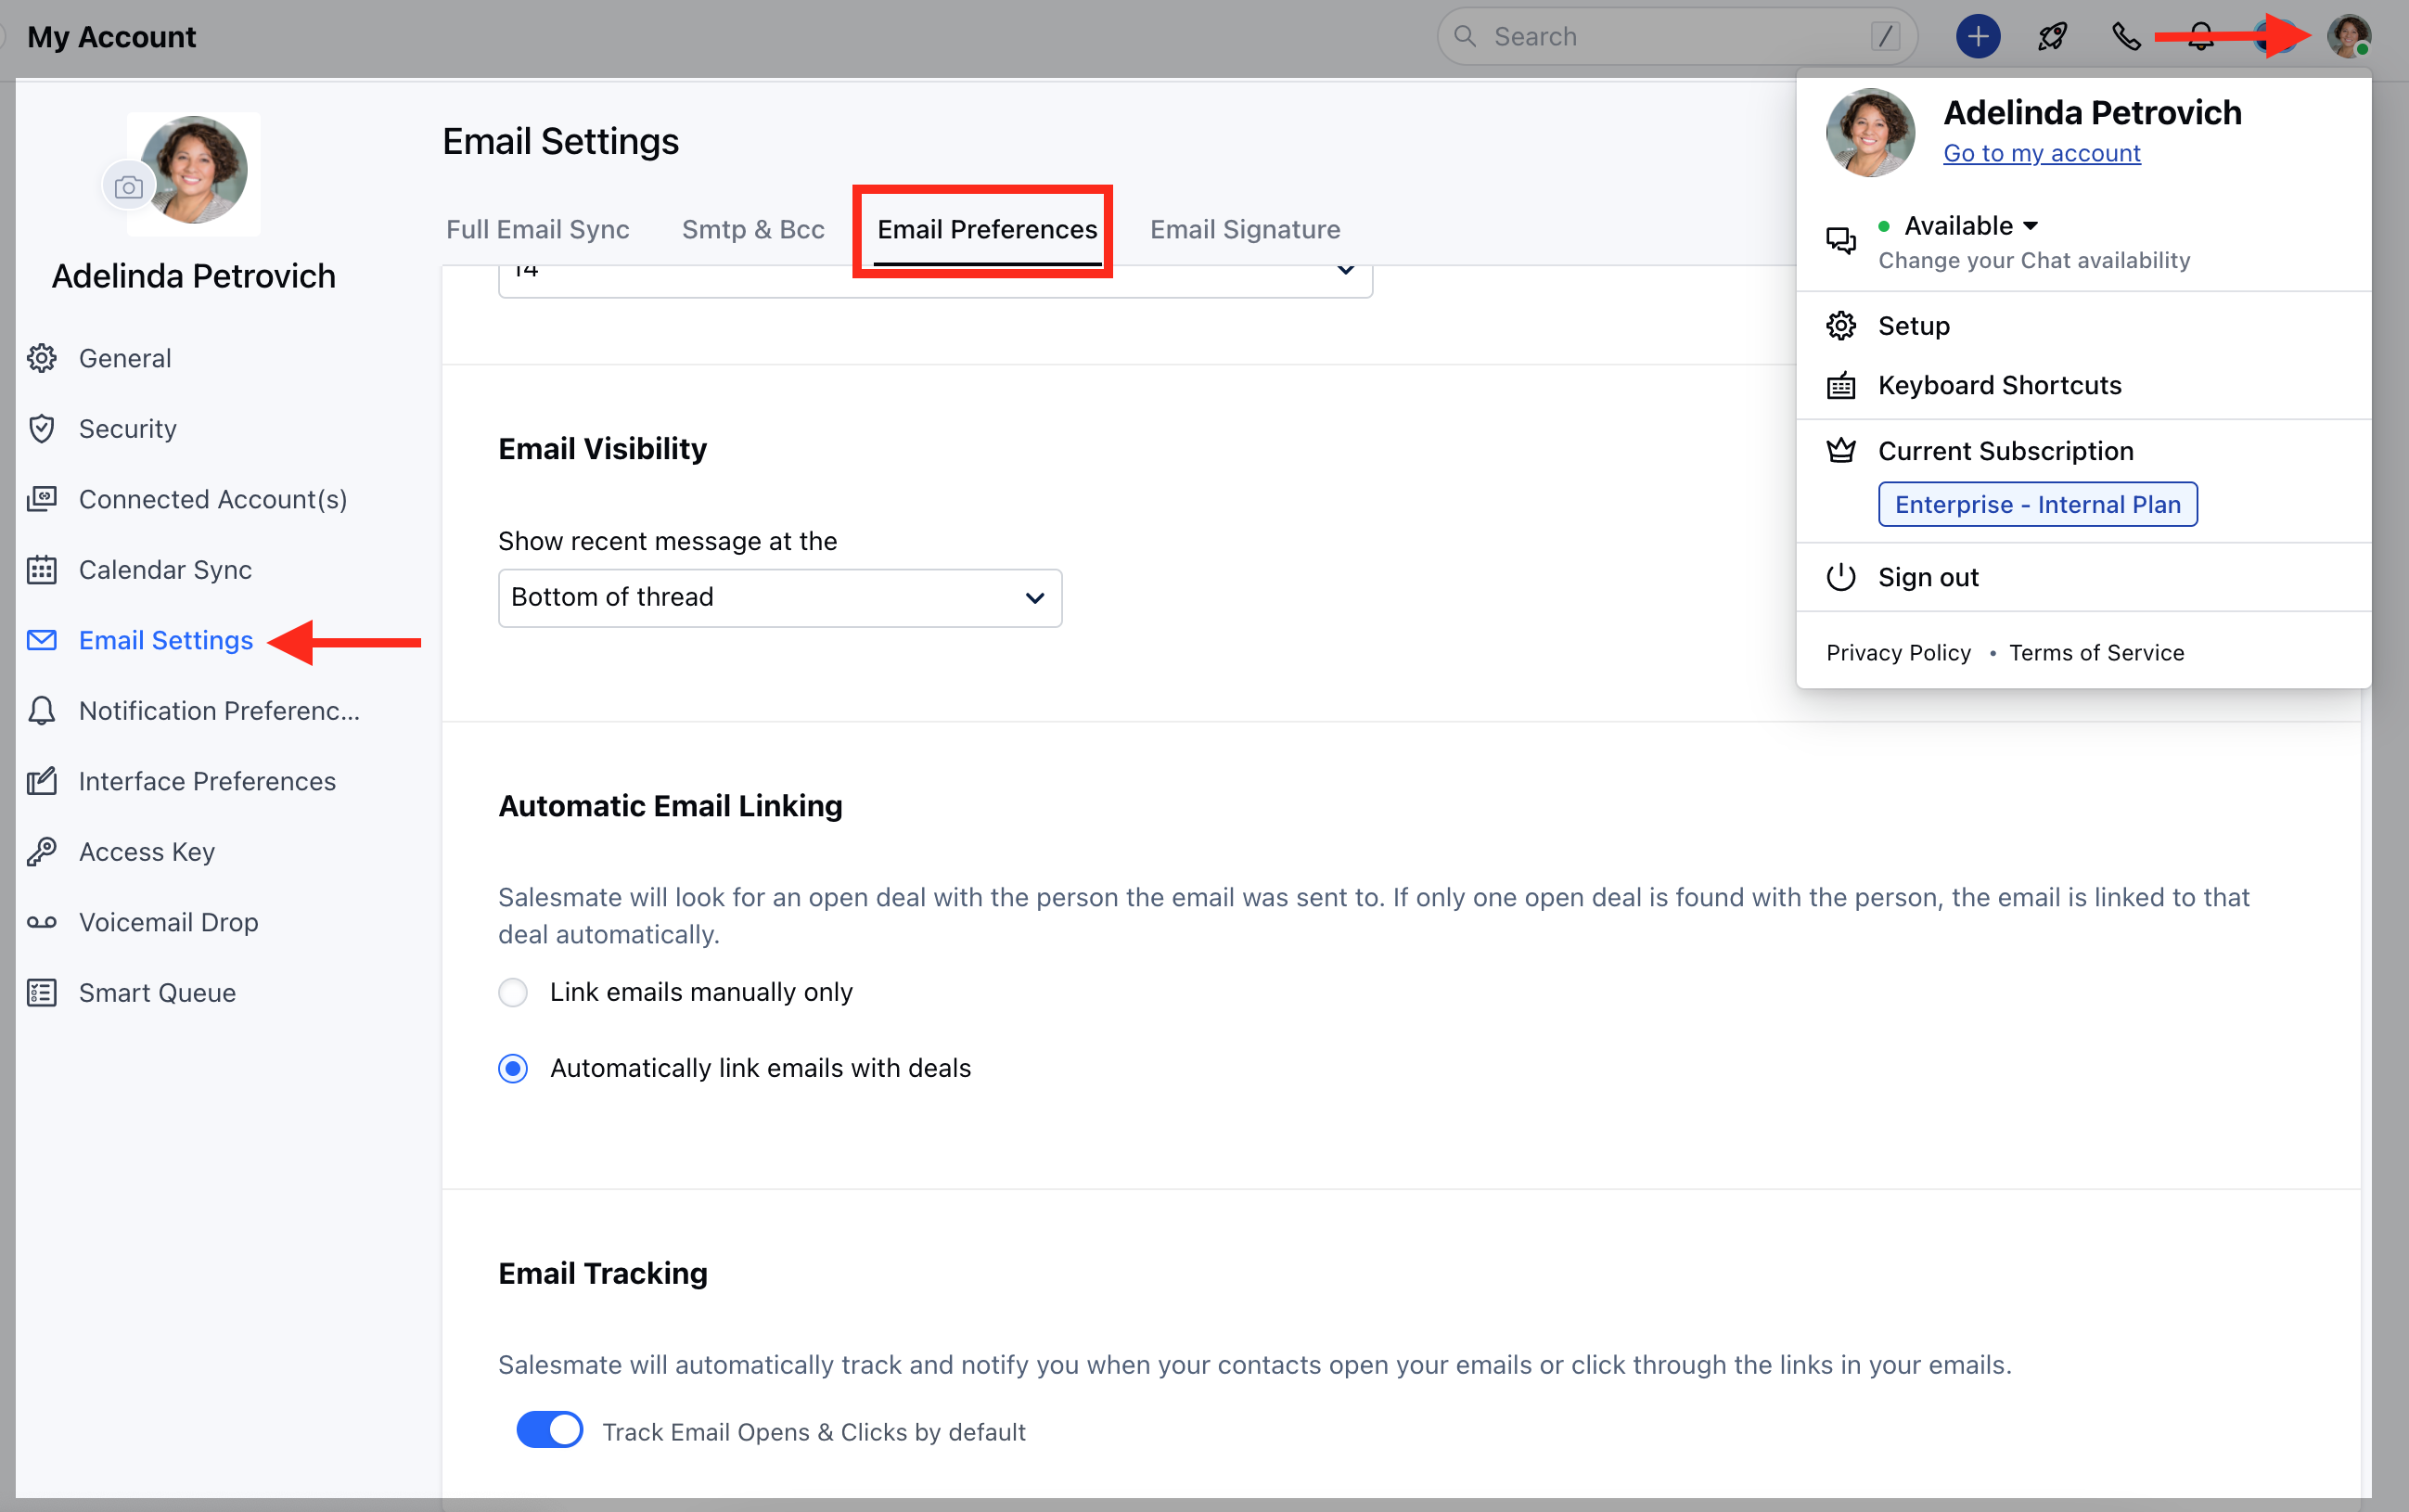 My Account
Search
/
Adelinda Petrovich
Go to my account
Available
Change your Chat availability
Setup
Keyboard Shortcuts
Current Subscription
Enterprise - Internal Plan
Sign out
Privacy Policy • Terms of Service
Adelinda Petrovich
General
Security
Connected Account(s)
Calendar Sync
Email Settings
Notification Preferenc...
Interface Preferences
Access Key
Voicemail Drop
Smart Queue
Email Settings
Full Email Sync
Smtp & Bcc
Email Preferences
Email Signature
14
Email Visibility
Show recent message at the
Bottom of thread
Automatic Email Linking
Salesmate will look for an open deal with the person the email was sent to. If only one open deal is found with the person, the email is linked to that
deal automatically.
Link emails manually only
Automatically link emails with deals
Email Tracking
Salesmate will automatically track and notify you when your contacts open your emails or click through the links in your emails.
Track Email Opens & Clicks by default